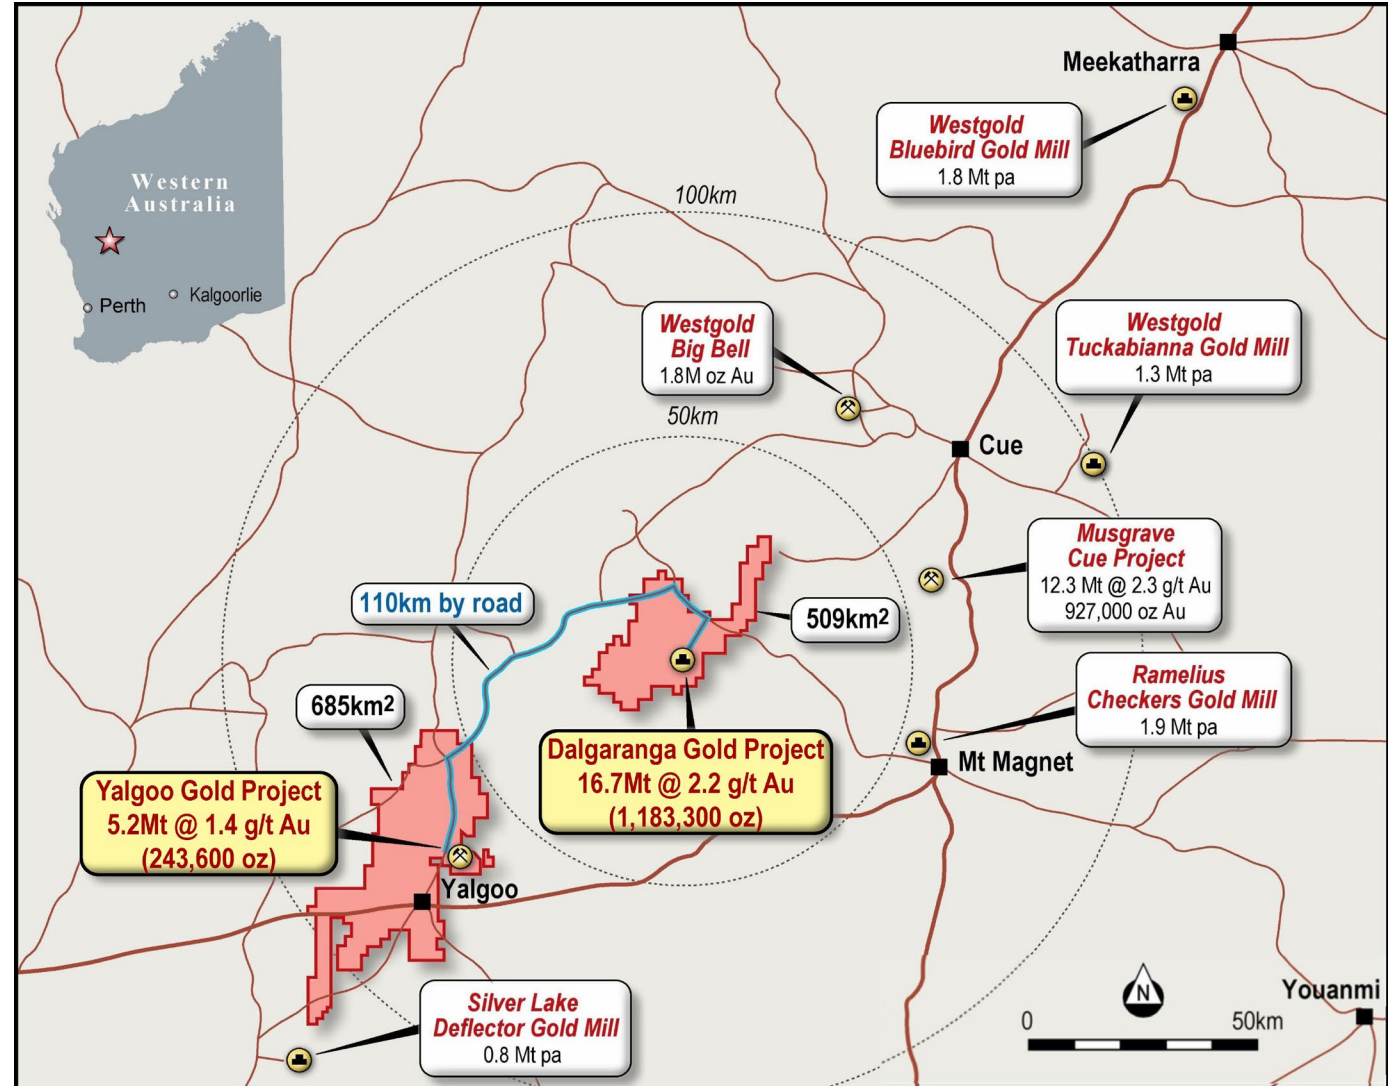 Meekatharra
Westgold
Bluebird Gold Mill
1.8 Mt pa
Western
Australia
Perth
Kalgoorlie
100km
Westgold
Big Bell
1.8M oz Au
Westgold
Tuckabianna Gold Mill
1.3 Mt pa
50km
Cue
Musgrave
Cue Project
12.3 Mt @ 2.3 g/t Au
927,000 oz Au
110km by road
509km2
685km2
Ramelius
Checkers Gold Mill
1.9 Mt pa
Dalgaranga Gold Project
16.7Mt @ 2.2 g/t Au
(1,183,300 oz)
Mt Magnet
Yalgoo Gold Project
5.2Mt @ 1.4 g/t Au
(243,600 oz)
Yalgoo
Silver Lake
Deflector Gold Mill
0.8 Mt pa
N
Youanmi
0
50km